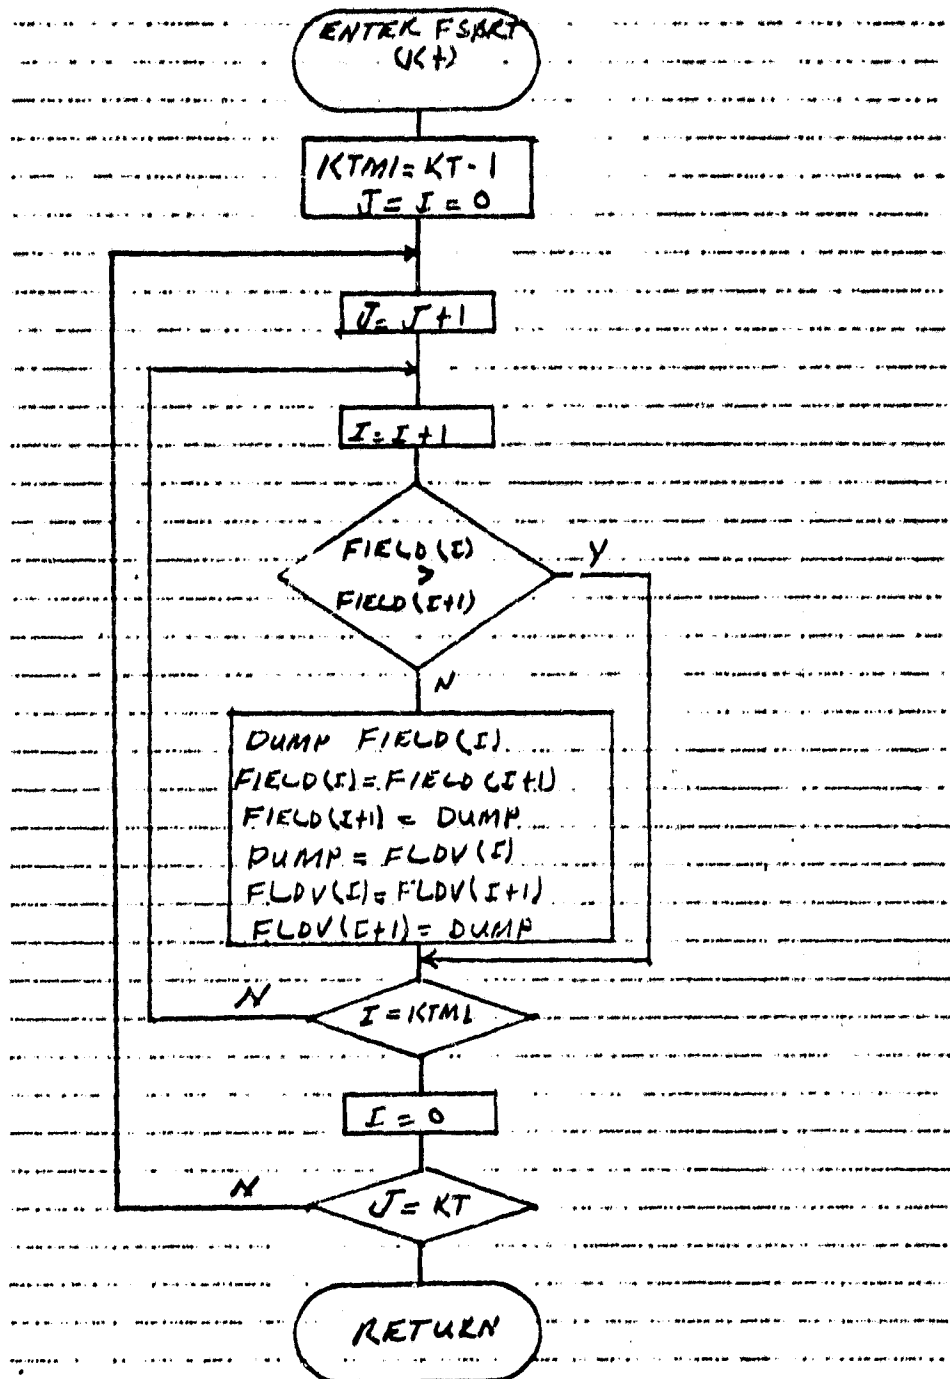 ENTER FSORT
(Kt)
KTM1 = KT - 1
J = I = 0
J = J + 1
I = I + 1
FIELD(I)
>
FIELD(I+1)
Y
N
DUMP FIELD(I)
FIELD(I) = FIELD(I+1)
FIELD(I+1) = DUMP
DUMP = FLDV(I)
FLDV(I) = FLDV(I+1)
FLDV(I+1) = DUMP
N
I = KTM1
I = 0
N
J = KT
RETURN